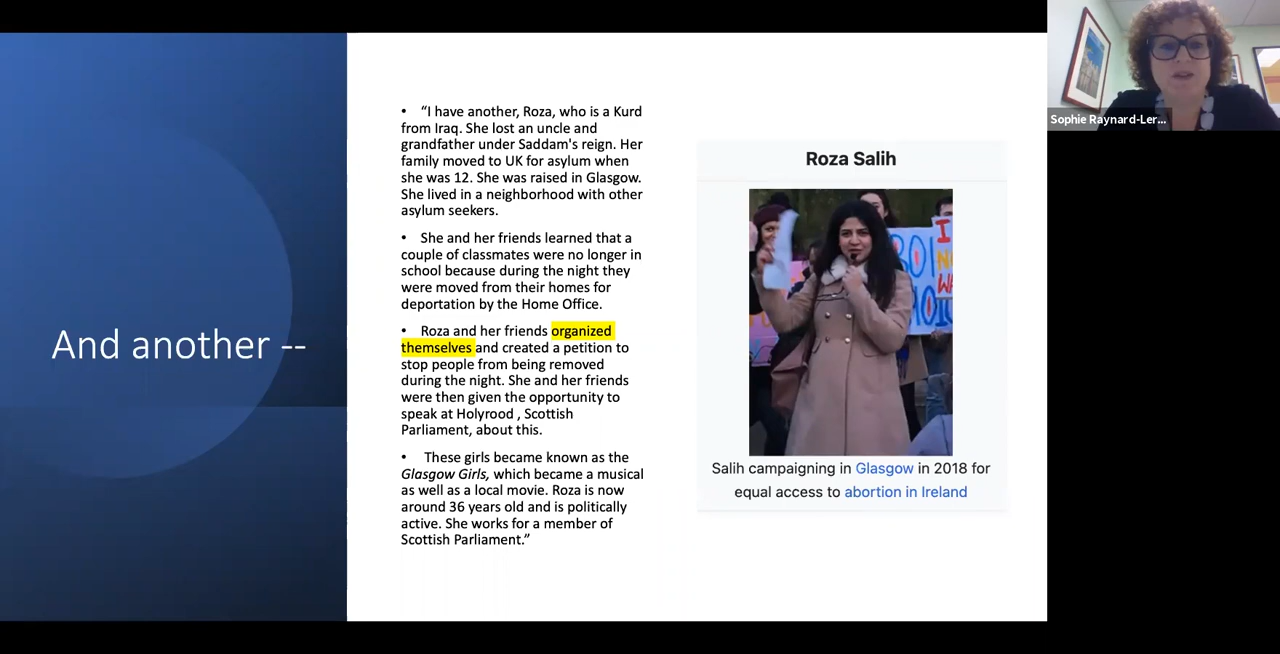 And another --
• “I have another, Roza, who is a Kurd
from Iraq. She lost an uncle and
grandfather under Saddam's reign. Her
family moved to UK for asylum when
she was 12. She was raised in Glasgow.
She lived in a neighborhood with other
asylum seekers.
• She and her friends learned that a
couple of classmates were no longer in
school because during the night they
were moved from their homes for
deportation by the Home Office.
• Roza and her friends organized
themselves and created a petition to
stop people from being removed
during the night. She and her friends
were then given the opportunity to
speak at Holyrood , Scottish
Parliament, about this.
• These girls became known as the
Glasgow Girls, which became a musical
as well as a local movie. Roza is now
around 36 years old and is politically
active. She works for a member of
Scottish Parliament.”
Roza Salih
Salih campaigning in Glasgow in 2018 for
equal access to abortion in Ireland
Sophie Raynard-Ler...